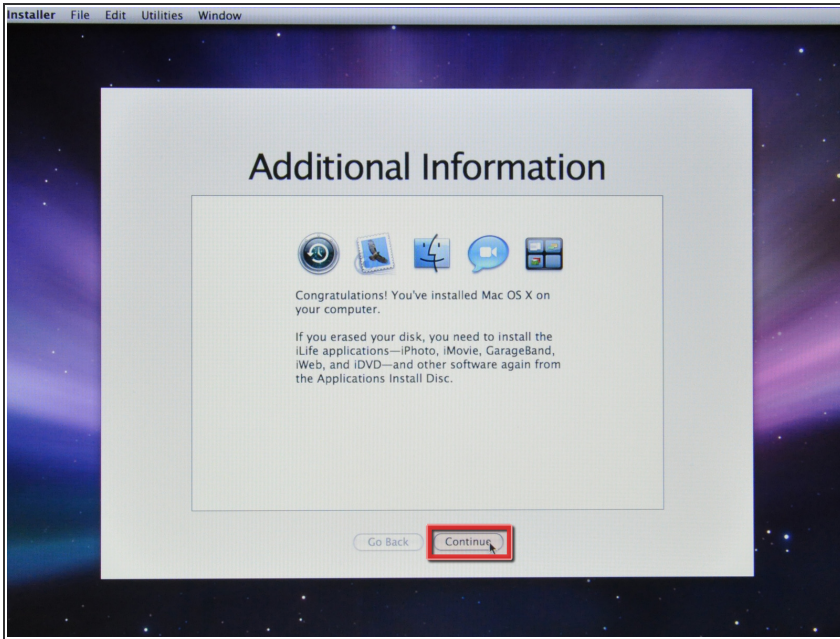 Installer File Edit Utilities Window
Additional Information
Congratulations! You've installed Mac OS X on
your computer.
If you erased your disk, you need to install the
iLife applications—iPhoto, iMovie, GarageBand,
iWeb, and iDVD—and other software again from
the Applications Install Disc.
Go Back Continue